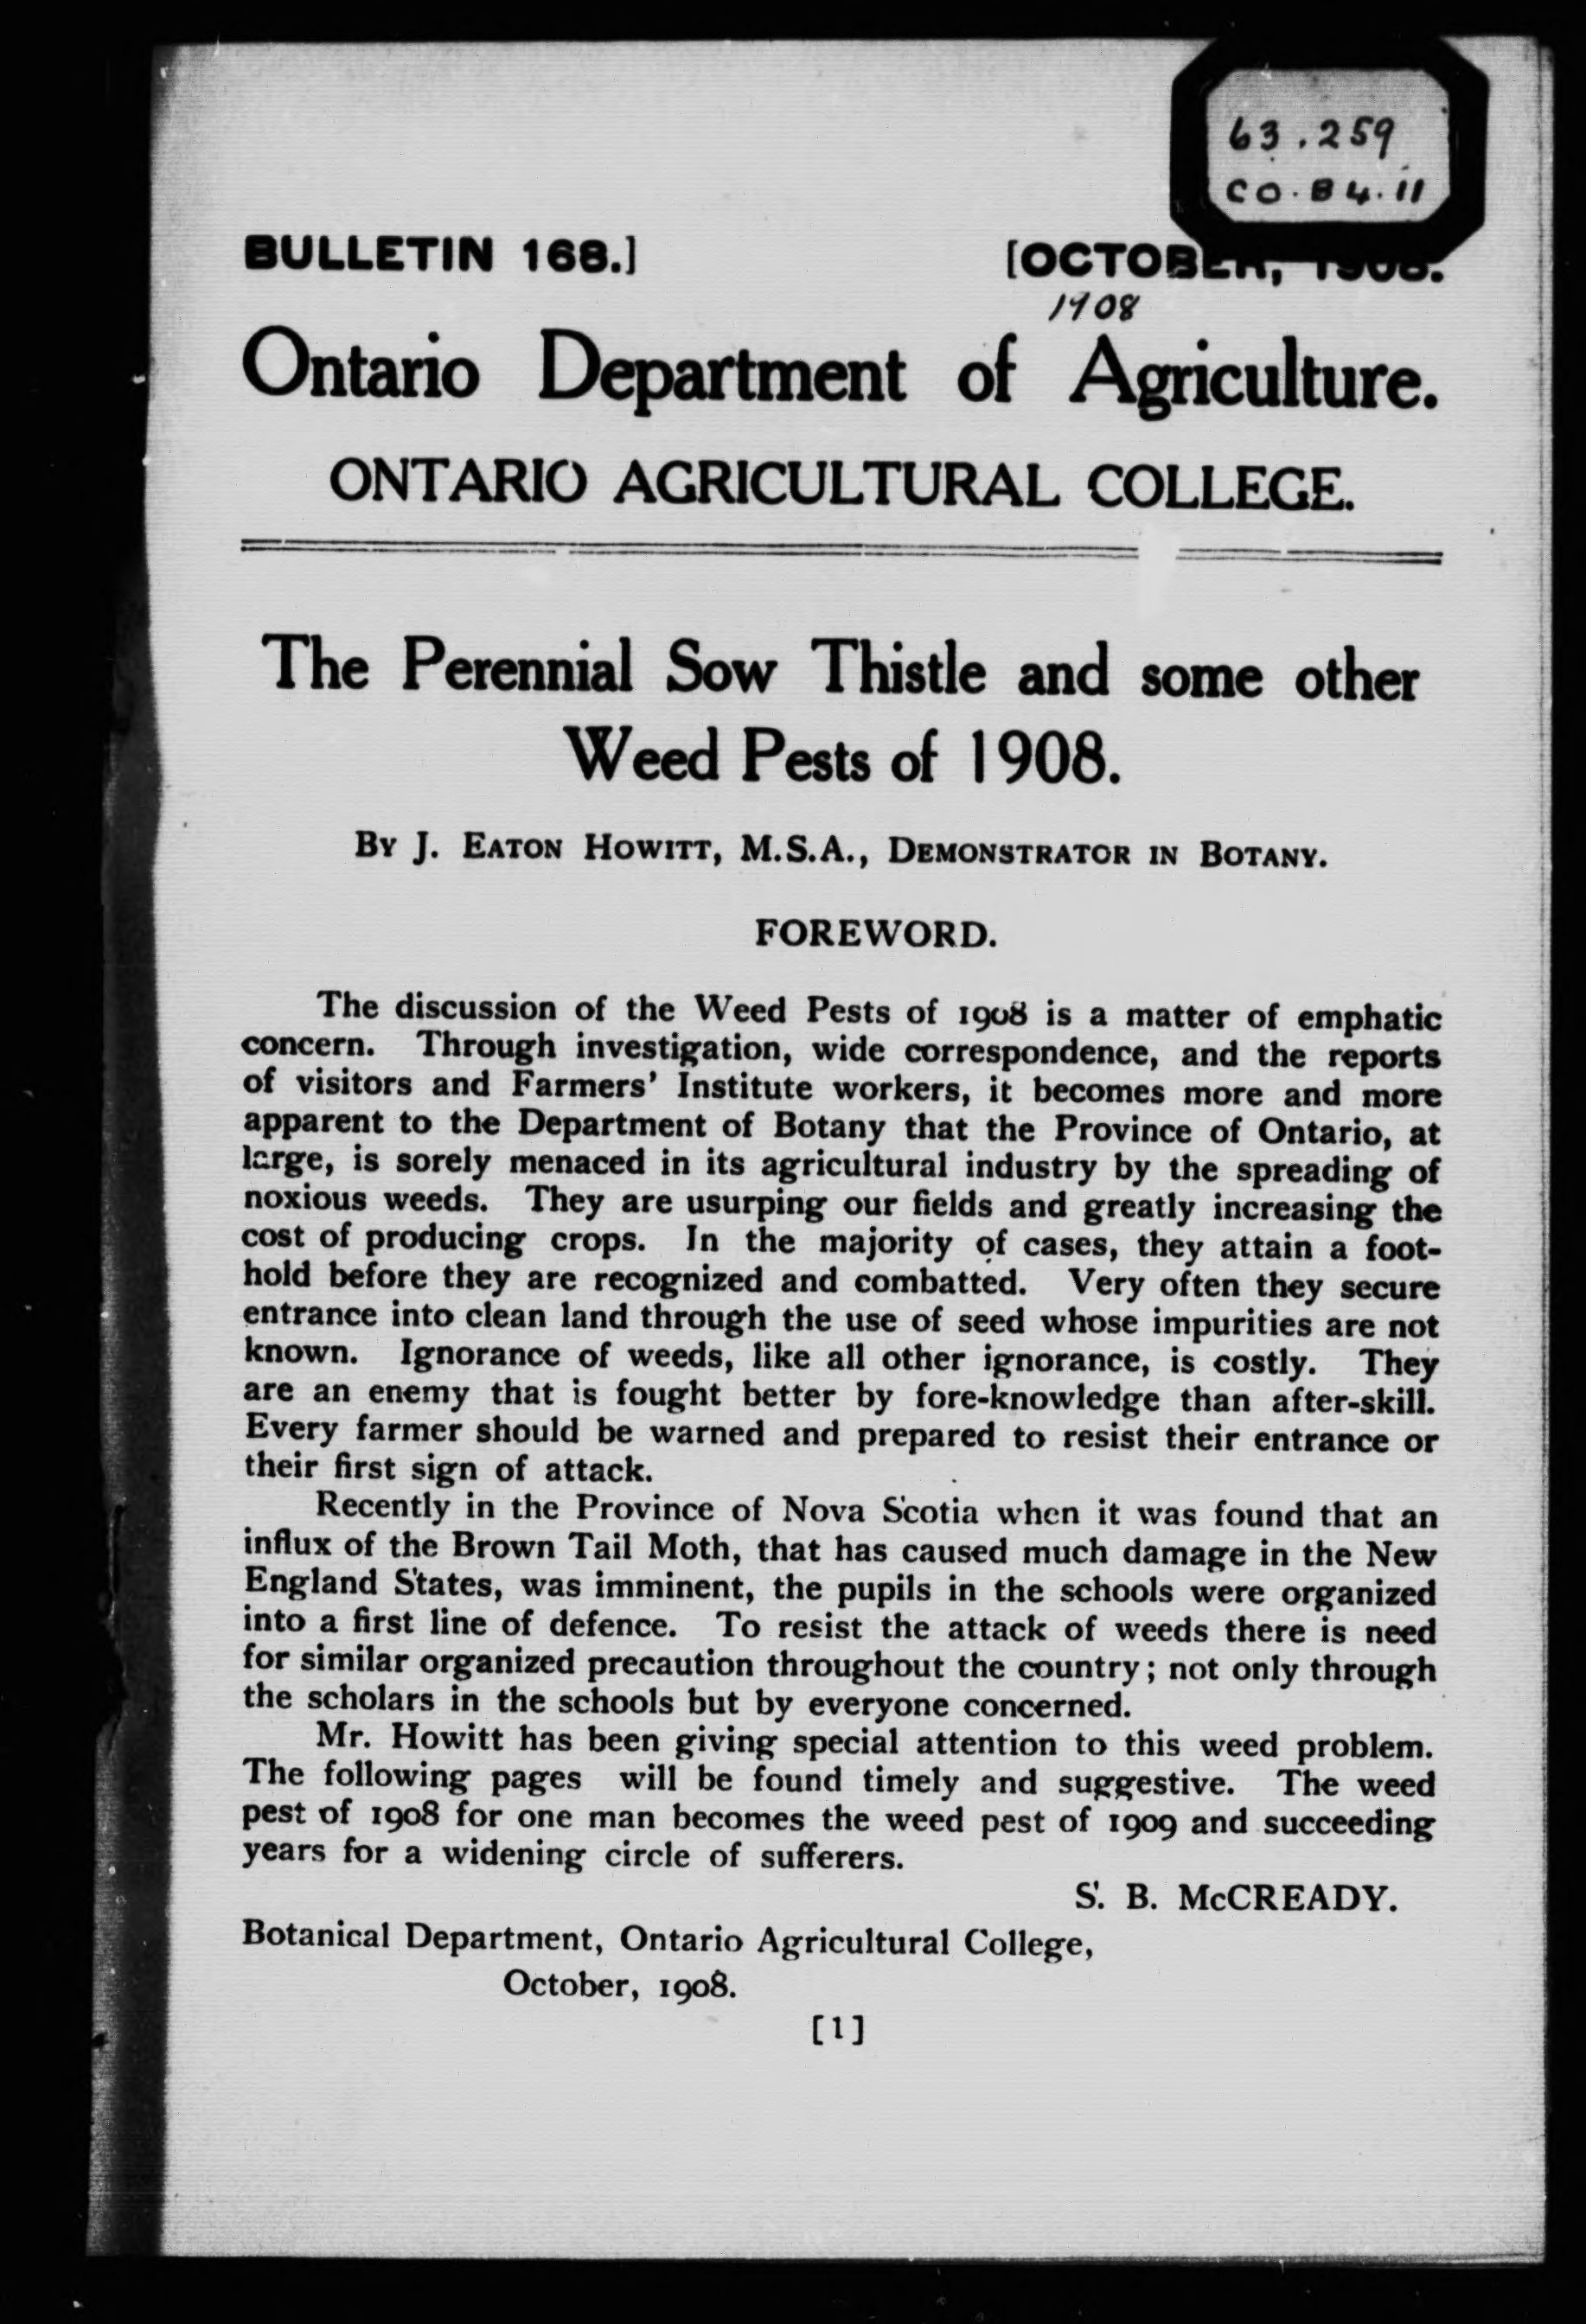 63.259
CO.B4.11
BULLETIN 168.] [OCTOBER, 1908.
1908
Ontario Department of Agriculture.
ONTARIO AGRICULTURAL COLLEGE.
The Perennial Sow Thistle and some other
Weed Pests of 1908.
By J. Eaton Howitt, M.S.A., Demonstrator in Botany.
FOREWORD.
The discussion of the Weed Pests of 1908 is a matter of emphatic
concern. Through investigation, wide correspondence, and the reports
of visitors and Farmers' Institute workers, it becomes more and more
apparent to the Department of Botany that the Province of Ontario, at
large, is sorely menaced in its agricultural industry by the spreading of
noxious weeds. They are usurping our fields and greatly increasing the
cost of producing crops. In the majority of cases, they attain a foot-
hold before they are recognized and combatted. Very often they secure
entrance into clean land through the use of seed whose impurities are not
known. Ignorance of weeds, like all other ignorance, is costly. They
are an enemy that is fought better by fore-knowledge than after-skill.
Every farmer should be warned and prepared to resist their entrance or
their first sign of attack.
Recently in the Province of Nova Scotia when it was found that an
influx of the Brown Tail Moth, that has caused much damage in the New
England States, was imminent, the pupils in the schools were organized
into a first line of defence. To resist the attack of weeds there is need
for similar organized precaution throughout the country; not only through
the scholars in the schools but by everyone concerned.
Mr. Howitt has been giving special attention to this weed problem.
The following pages will be found timely and suggestive. The weed
pest of 1908 for one man becomes the weed pest of 1909 and succeeding
years for a widening circle of sufferers.
S. B. McCREADY.
Botanical Department, Ontario Agricultural College,
October, 1908.
[1]